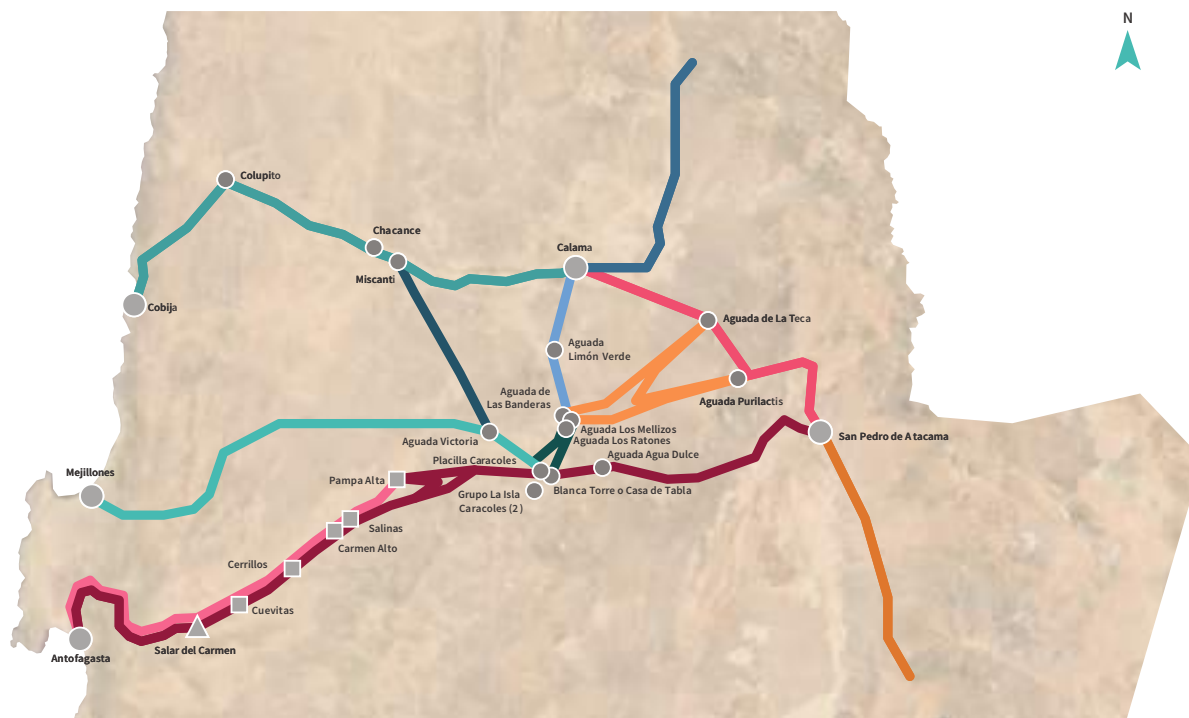 N
Colupito
Chacance
Miscanti
Calama
Cobija
Aguada de La Teca
Aguada
Limón Verde
Aguada de
Las Banderas
Aguada Purilactis
Aguada Los Mellizos
Aguada Victoria
Aguada Los Ratones
San Pedro de Atacama
Aguada Agua Dulce
Placilla Caracoles
Mejillones
Pampa Alta
Blanca Torre o Casa de Tabla
Grupo La Isla
Caracoles (2)
Salinas
Carmen Alto
Cerrillos
Cuevitas
Salar del Carmen
Antofagasta